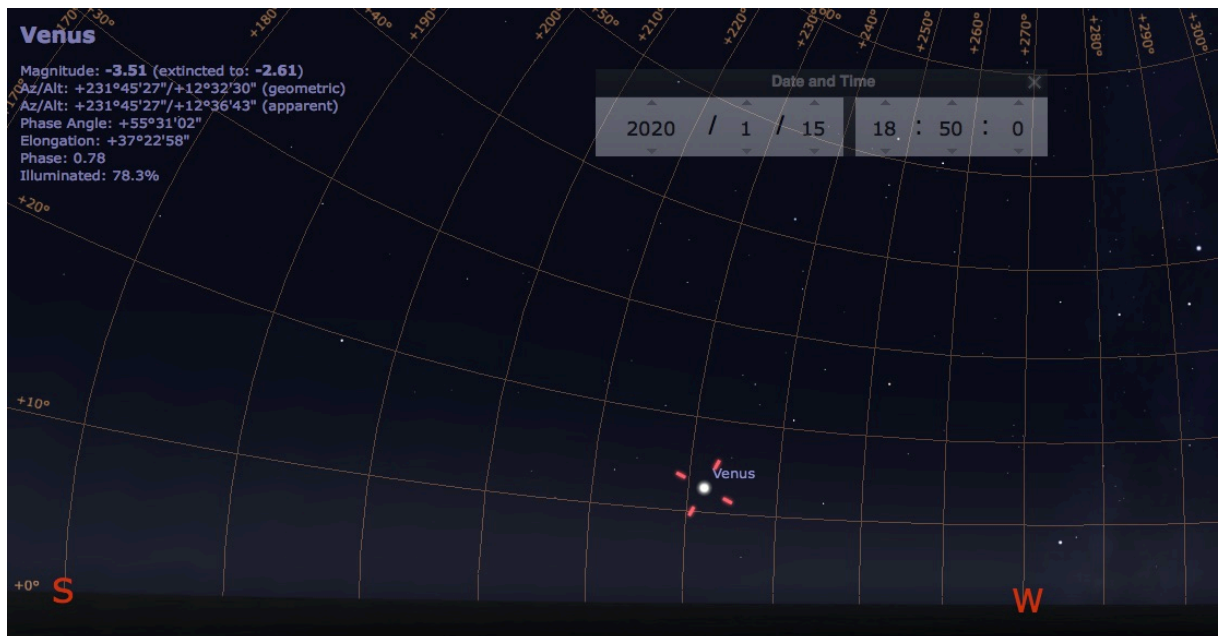 +170° +30° +180° +40° +190° +200° +50° +210° +220° +230° +60° +240° +250° +260° +270° +280° +290° +300°
Venus
Magnitude: -3.51 (extincted to: -2.61)
Az/Alt: +231°45'27"/+12°32'30" (geometric)
Az/Alt: +231°45'27"/+12°36'43" (apparent)
Phase Angle: +55°31'02"
Elongation: +37°22'58"
Phase: 0.78
Illuminated: 78.3%
Date and Time
2020 / 1 / 15 18 : 50 : 0
+20°
+10°
Venus
+0° S W